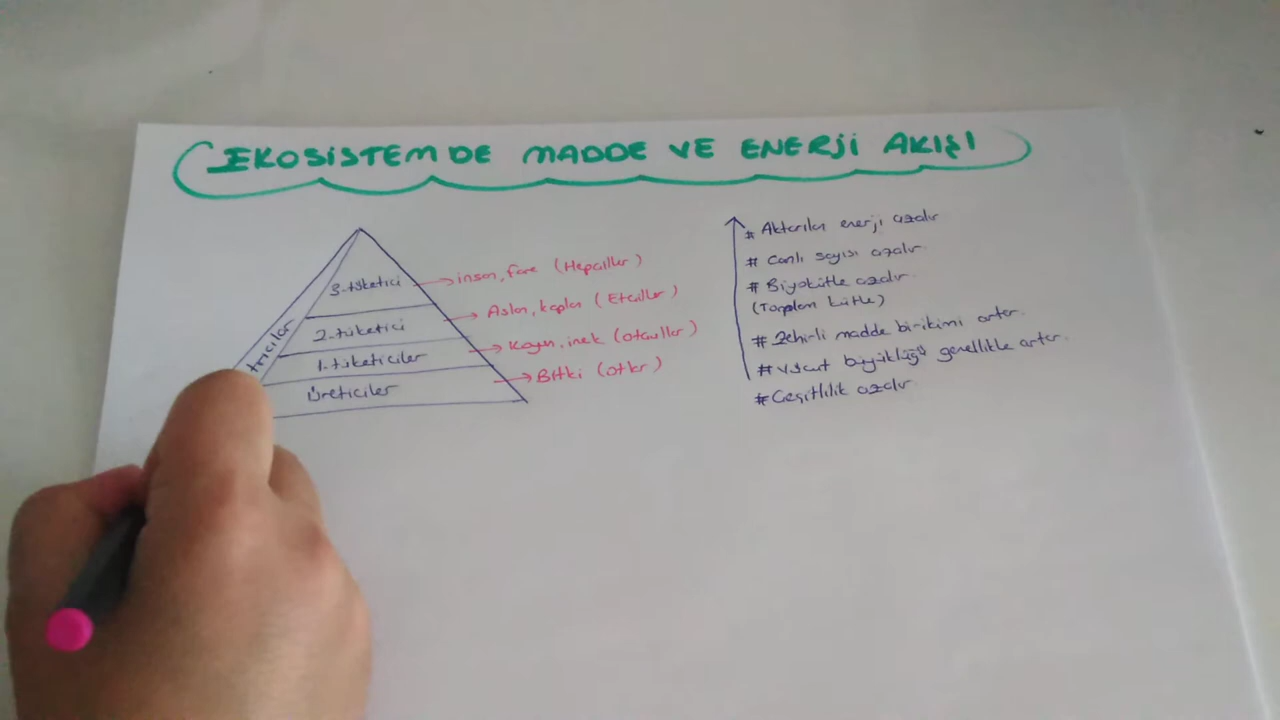 EKOSİSTEMDE MADDE VE ENERJİ AKIŞI
3.tüketici
2.tüketici
1.tüketiciler
Üreticiler
insan, fare (Hepçiller)
Aslan, kaplan (Etçiller)
Koyun, inek (otçullar)
Bitki (otlar)
# Aktarılan enerji azalır
# Canlı sayısı azalır.
# Biyokütle azalır.
(Toplam kütle)
# Zehirli madde birikimi artar.
# Vücut büyüklüğü genellikle artar.
# Çeşitlilik azalır